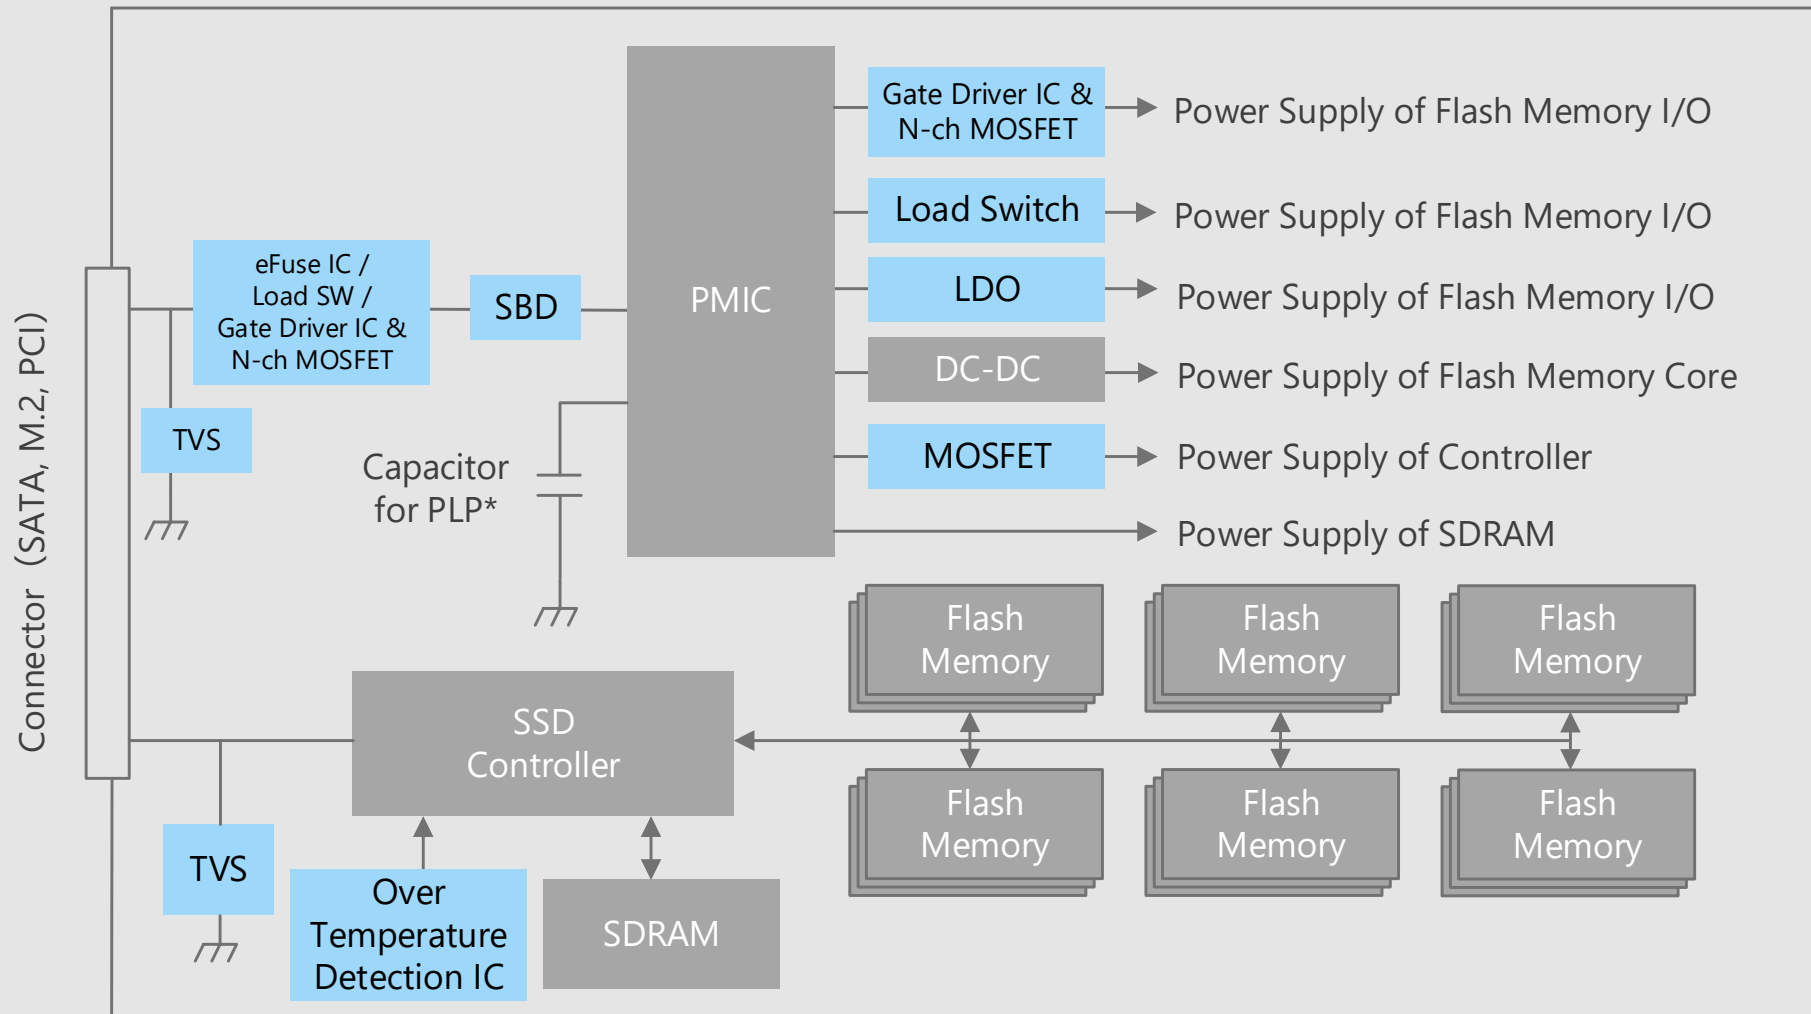 Connector (SATA, M.2, PCI)
eFuse IC /
Load SW /
Gate Driver IC &
N-ch MOSFET
SBD
TVS
Capacitor
for PLP*
PMIC
Gate Driver IC &
N-ch MOSFET
Power Supply of Flash Memory I/O
Load Switch
Power Supply of Flash Memory I/O
LDO
Power Supply of Flash Memory I/O
DC-DC
Power Supply of Flash Memory Core
MOSFET
Power Supply of Controller
Power Supply of SDRAM
Flash
Memory
Flash
Memory
Flash
Memory
SSD
Controller
Flash
Memory
Flash
Memory
Flash
Memory
TVS
Over
Temperature
Detection IC
SDRAM